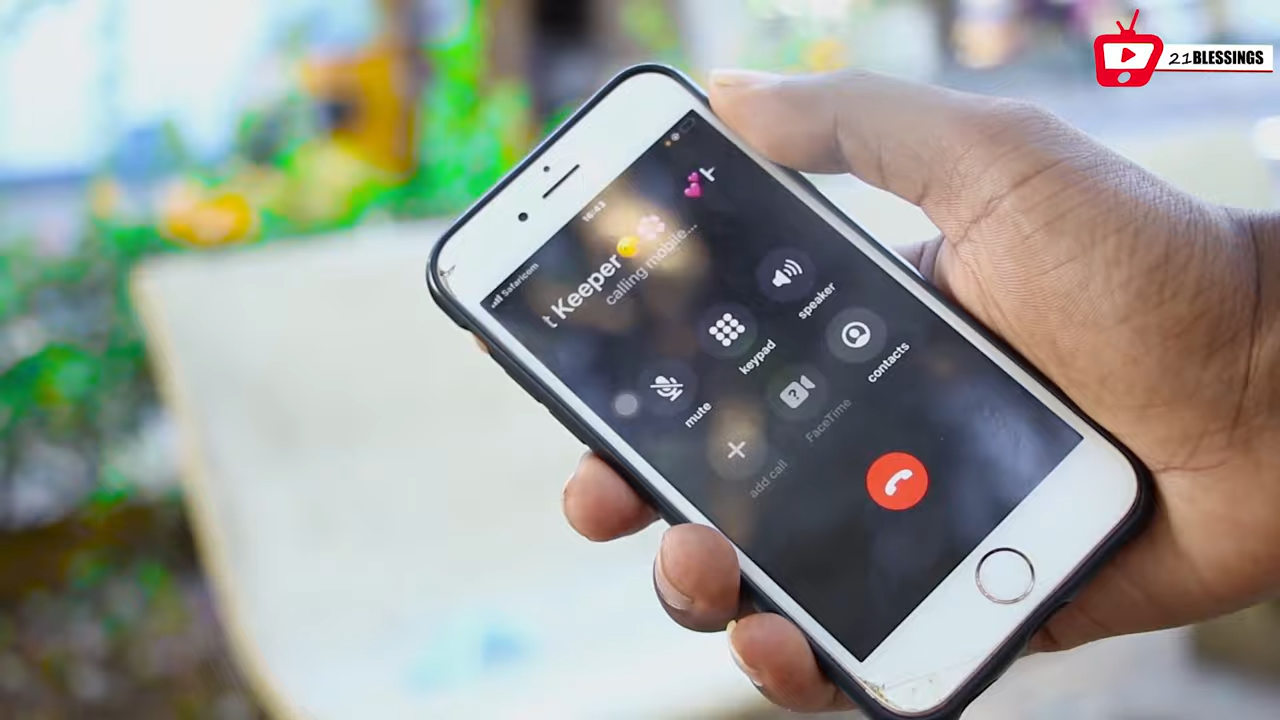 21BLESSINGS
Safaricom
16:43
t Keeper
calling mobile...
mute
keypad
speaker
add call
FaceTime
contacts